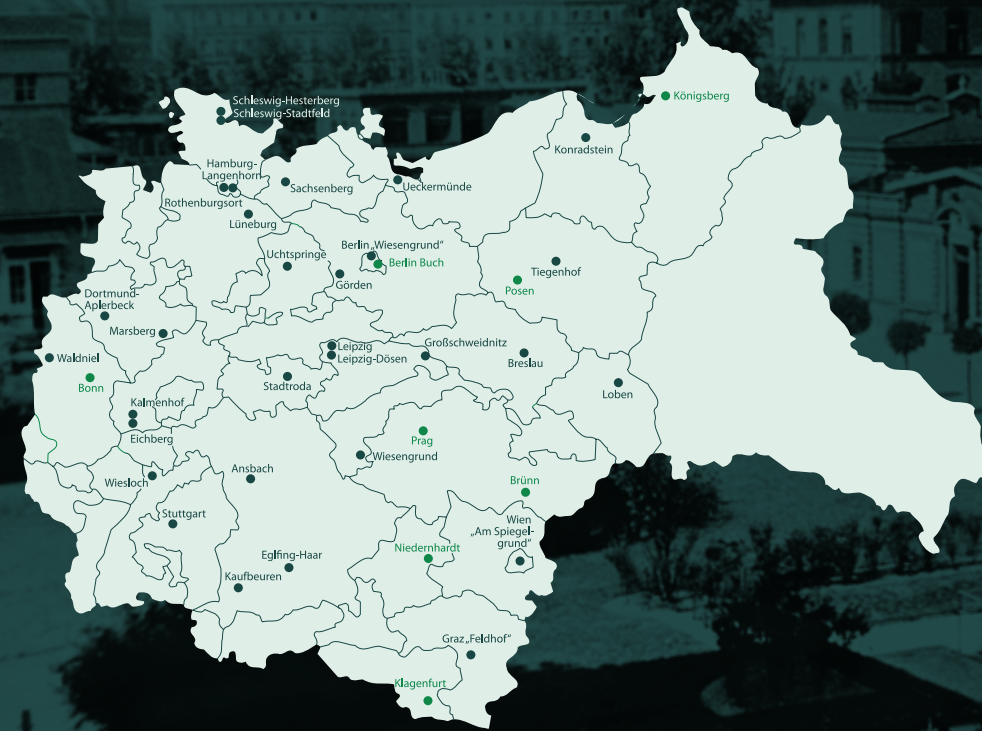 Schleswig-Hesterberg
Schleswig-Stadtfeld
Königsberg
Konradstein
Hamburg-
Langenhorn
Sachsenberg
Ueckermünde
Rothenburgsort
Lüneburg
Berlin „Wiesengrund“
Berlin Buch
Uchtspringe
Görden
Tiegenhof
Posen
Dortmund-
Aplerbeck
Marsberg
Leipzig
Leipzig-Dösen
Großschweidnitz
Breslau
Waldniel
Bonn
Stadtroda
Loben
Kalmenhof
Eichberg
Prag
Wiesengrund
Ansbach
Wiesloch
Brünn
Stuttgart
Wien
„Am Spiegel-
grund“
Niedernhardt
Eglfing-Haar
Kaufbeuren
Graz „Feldhof“
Klagenfurt